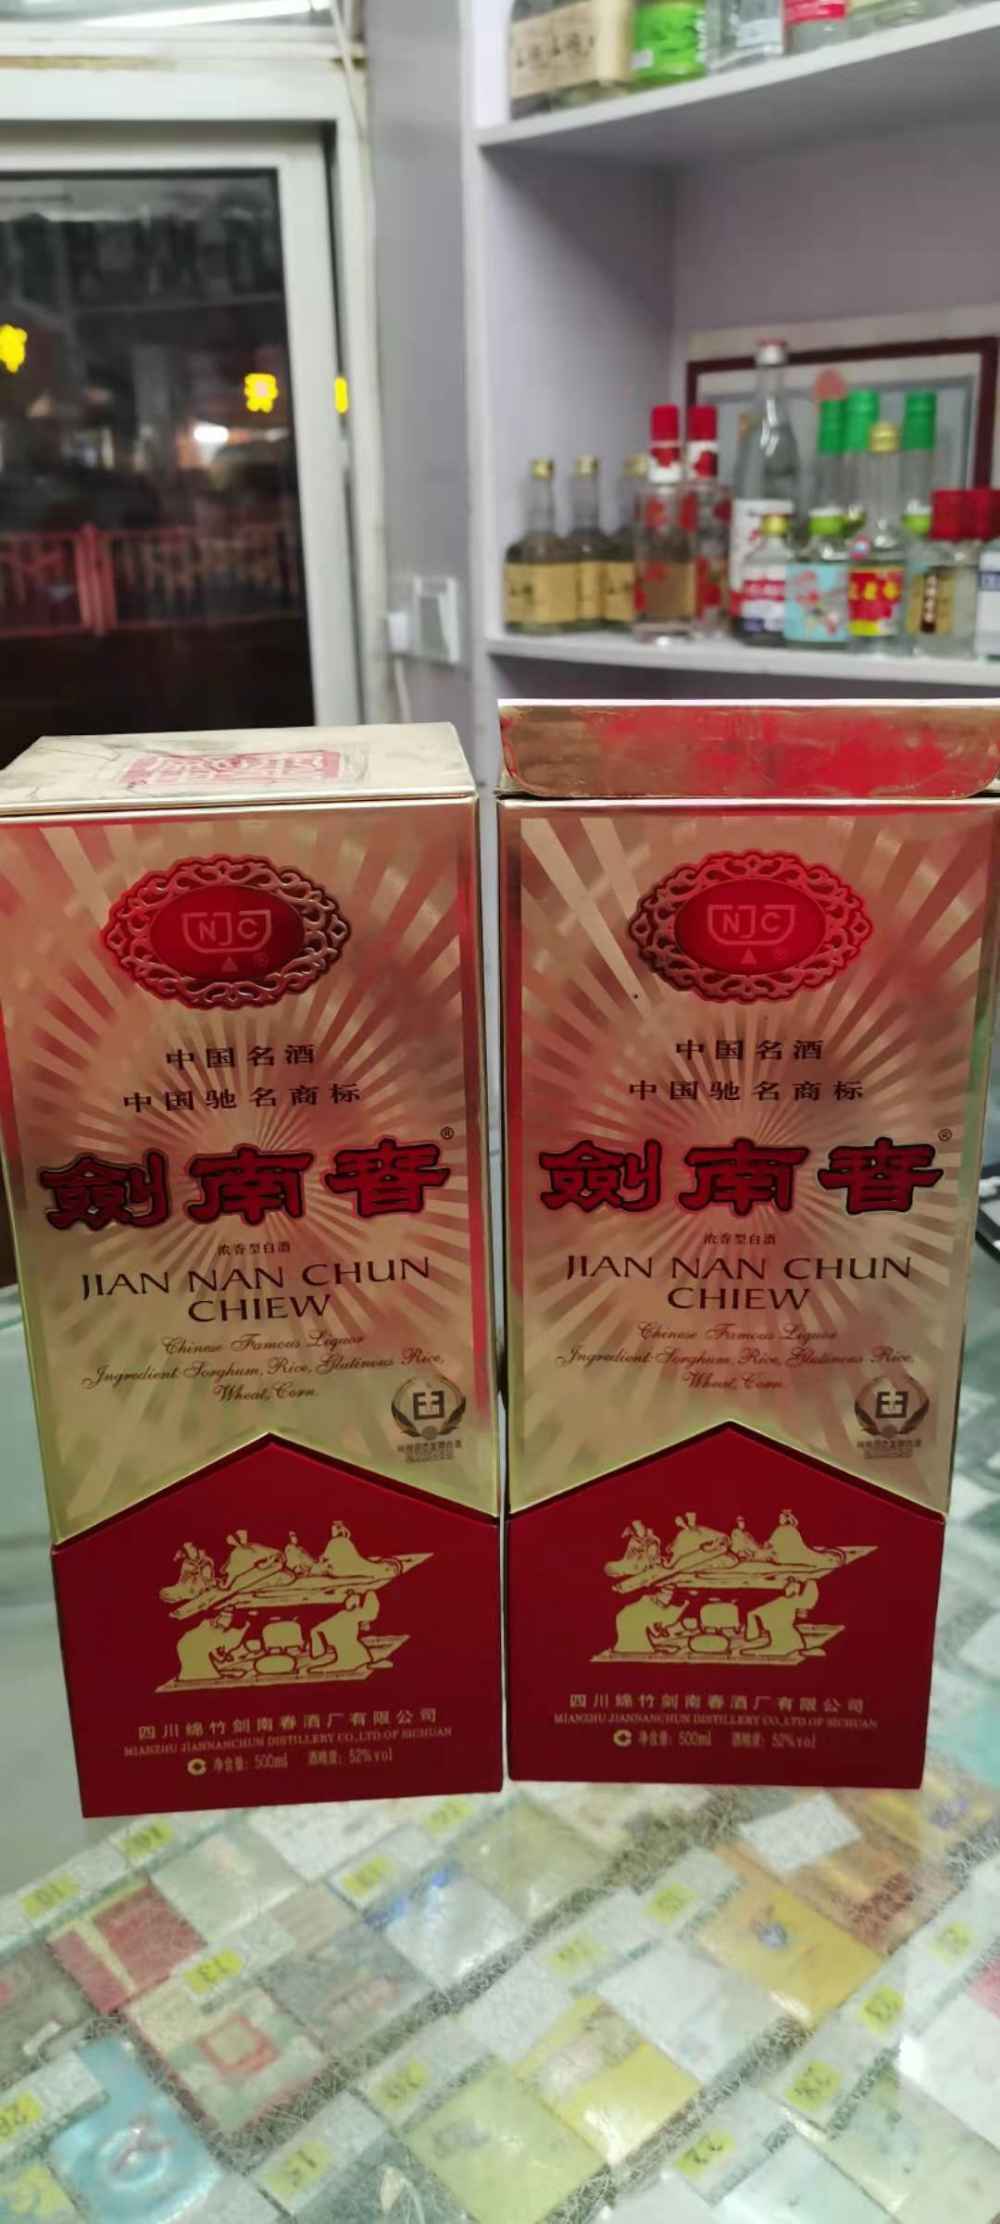 NJC
®
中国名酒
中国驰名商标
劍南春®
浓香型白酒
JIAN NAN CHUN
CHIEW
Chinese Famous Liquor
Ingredient:Sorghum, Rice, Glutinous Rice,
Wheat, Corn
四川绵竹剑南春酒厂有限公司
MIANZHU JIANNANCHUN DISTILLERY CO.,LTD OF SICHUAN
净含量: 500ml 酒精度: 52%vol
NJC
®
中国名酒
中国驰名商标
劍南春®
浓香型白酒
JIAN NAN CHUN
CHIEW
Chinese Famous Liquor
Ingredient:Sorghum, Rice, Glutinous Rice,
Wheat, Corn
四川绵竹剑南春酒厂有限公司
MIANZHU JIANNANCHUN DISTILLERY CO.,LTD OF SICHUAN
净含量: 500ml 酒精度: 52%vol